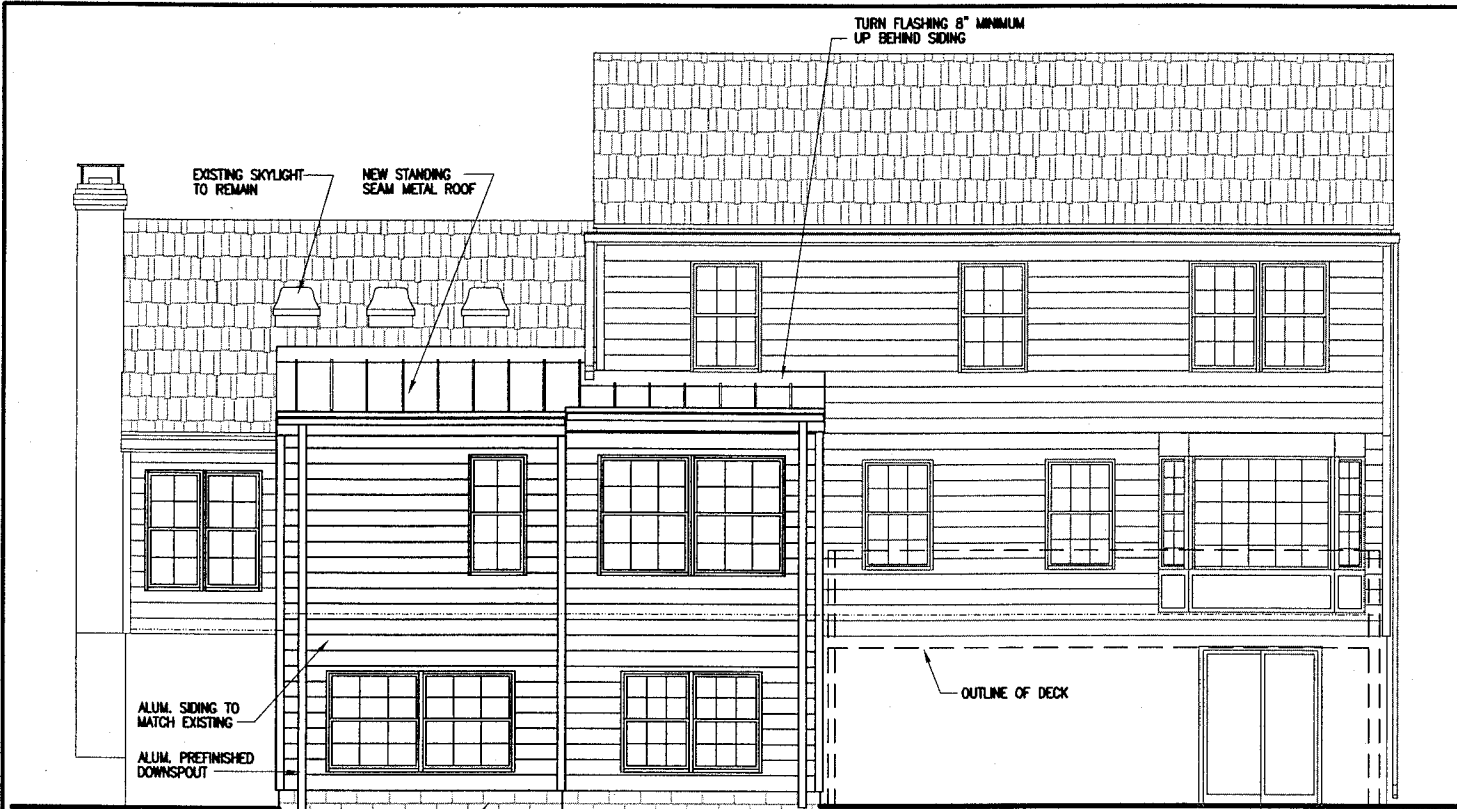 TURN FLASHING 8" MINIMUM
UP BEHIND SIDING
EXISTING SKYLIGHT
TO REMAIN
NEW STANDING
SEAM METAL ROOF
OUTLINE OF DECK
ALUM. SIDING TO
MATCH EXISTING
ALUM. PREFINISHED
DOWNSPOUT